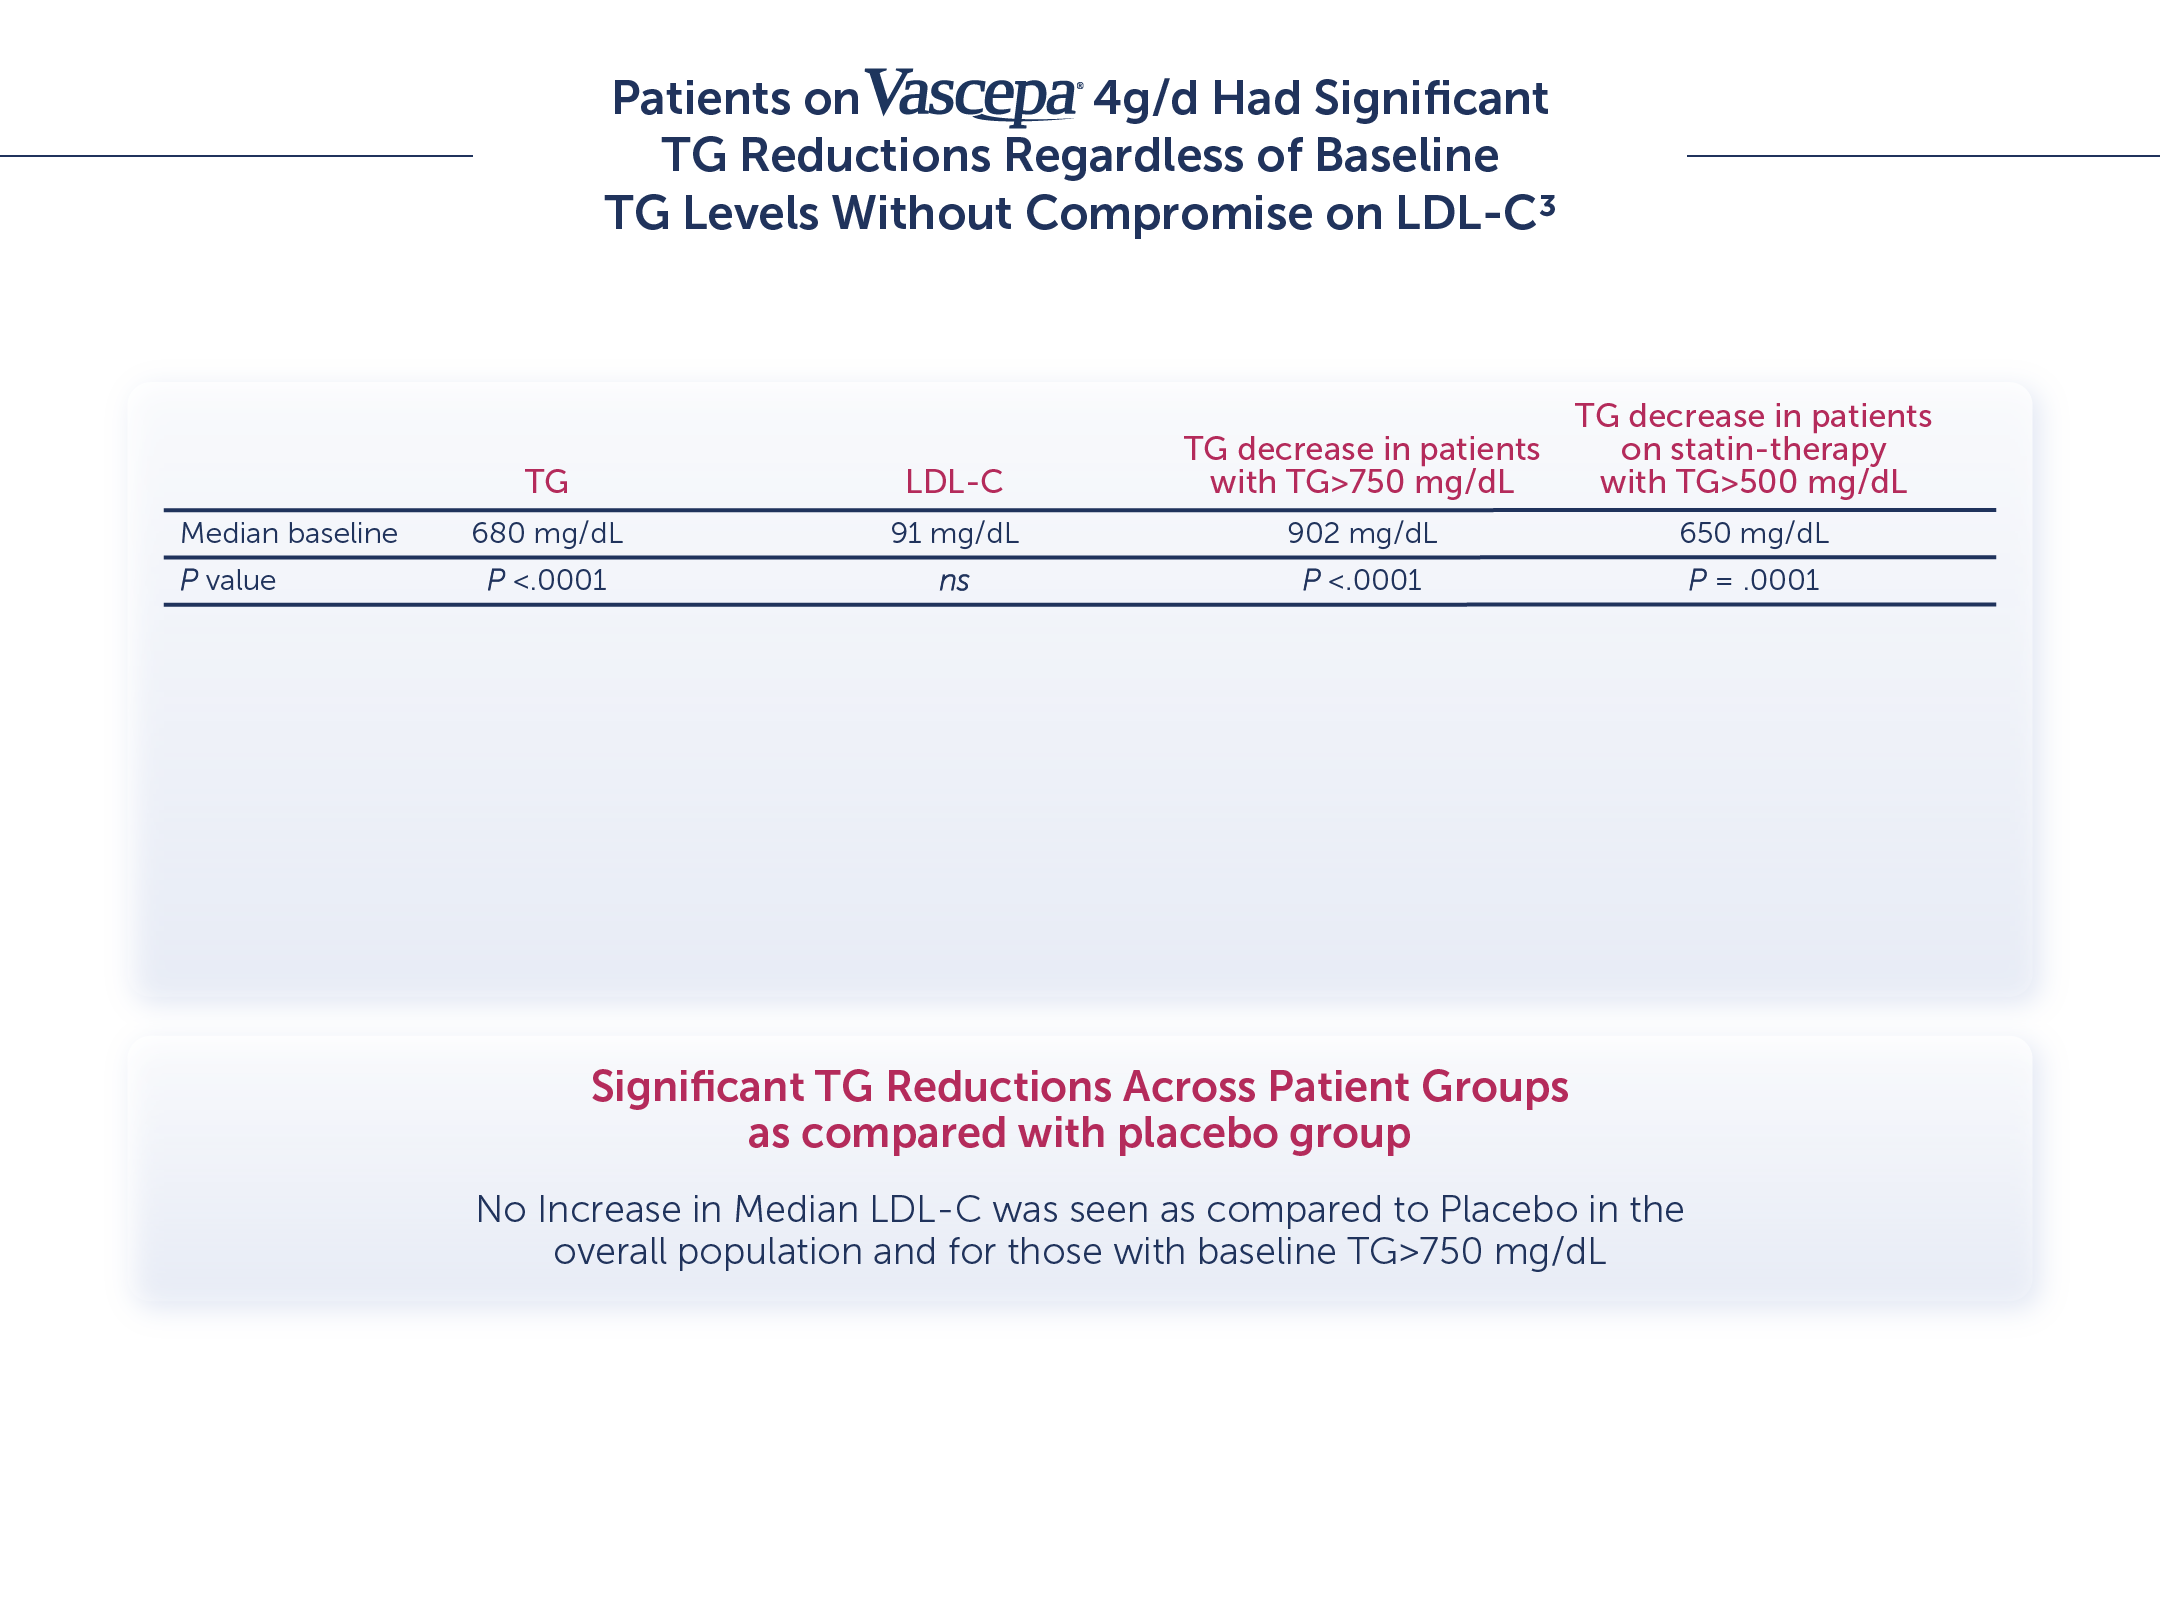 Patients on Vascepa® 4g/d Had Significant
TG Reductions Regardless of Baseline
TG Levels Without Compromise on LDL-C³
TG LDL-C TG decrease in patients with TG>750 mg/dL TG decrease in patients on statin-therapy with TG>500 mg/dL
Median baseline 680 mg/dL 91 mg/dL 902 mg/dL 650 mg/dL
P value P <.0001 ns P <.0001 P = .0001
Significant TG Reductions Across Patient Groups
as compared with placebo group
No Increase in Median LDL-C was seen as compared to Placebo in the
overall population and for those with baseline TG>750 mg/dL